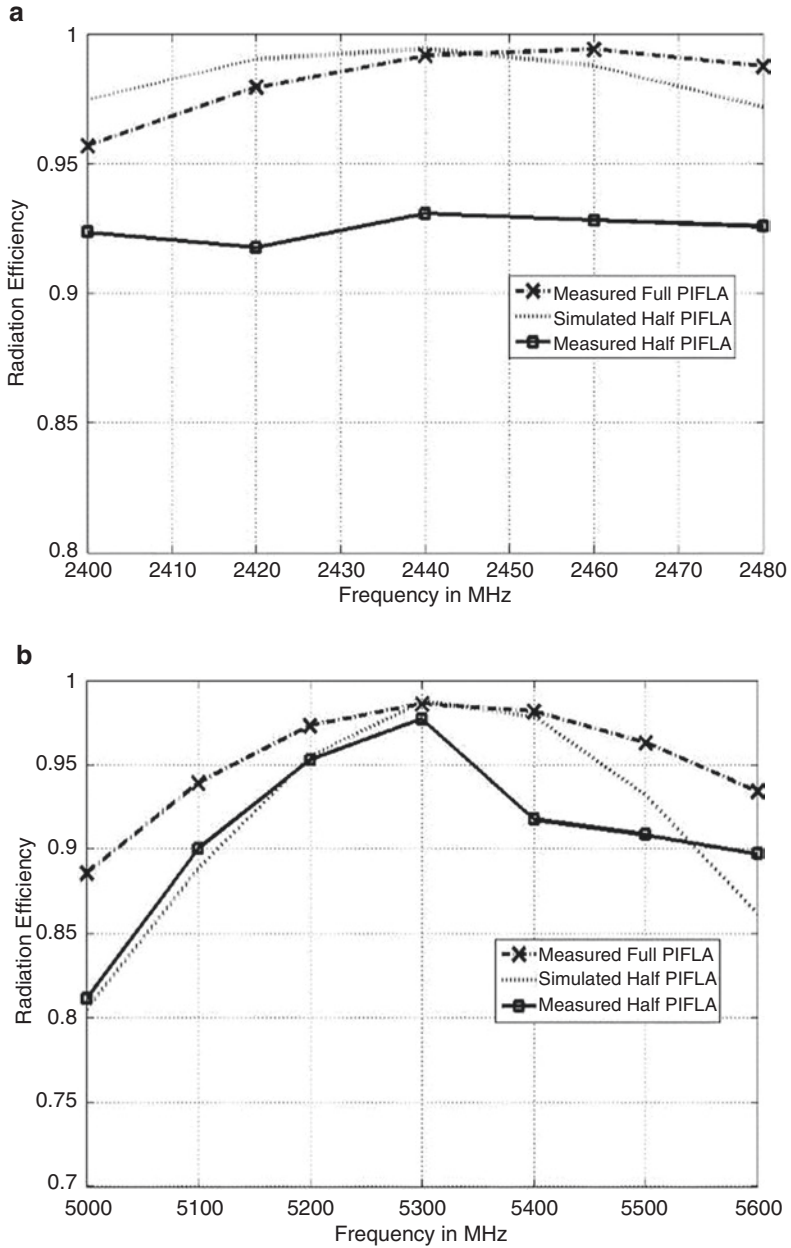 a
1
0.95
0.9
0.85
0.8
Radiation Efficiency
Measured Full PIFLA
Simulated Half PIFLA
Measured Half PIFLA
2400 2410 2420 2430 2440 2450 2460 2470 2480
Frequency in MHz
b
1
0.95
0.9
0.85
0.8
0.75
0.7
Radiation Efficiency
Measured Full PIFLA
Simulated Half PIFLA
Measured Half PIFLA
5000 5100 5200 5300 5400 5500 5600
Frequency in MHz